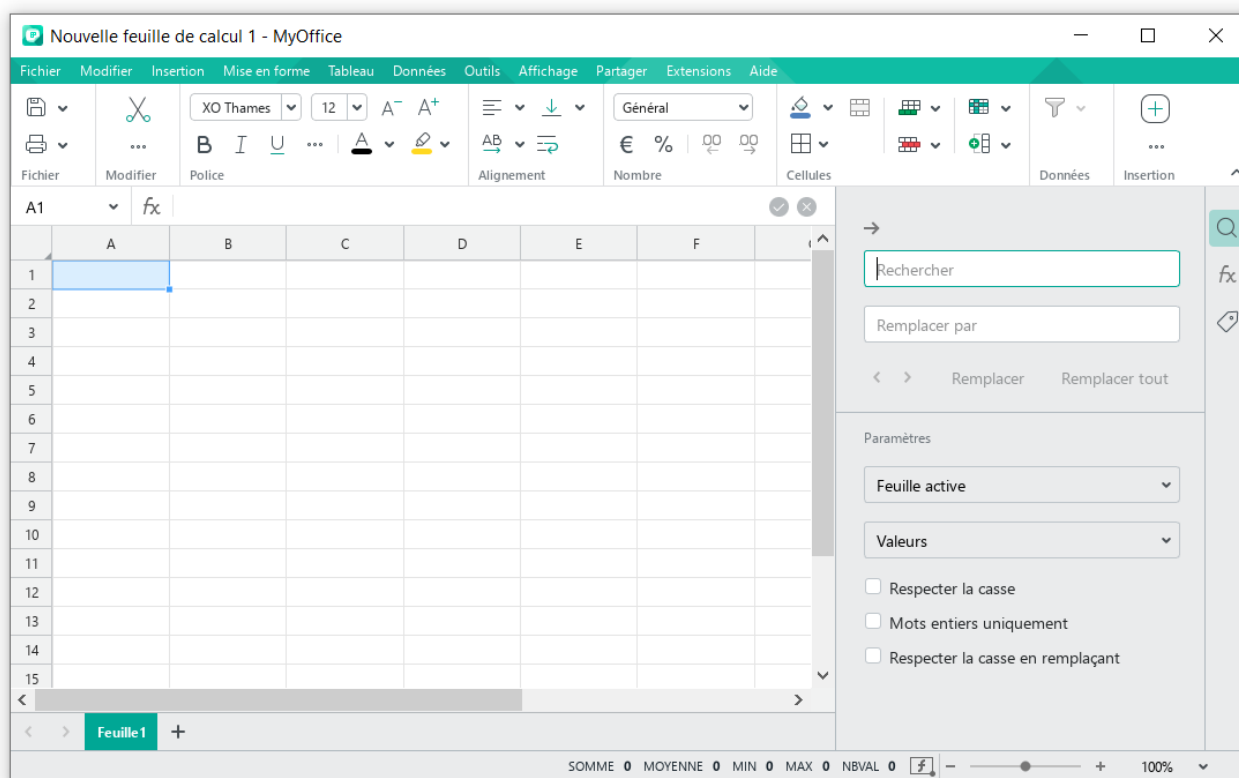 Nouvelle feuille de calcul 1 - MyOffice
Fichier Modifier Insertion Mise en forme Tableau Données Outils Affichage Partager Extensions Aide
XO Thames 12 A− A+ Général
B I U ... A AB € % ,00 ,00
Fichier Modifier Police Alignement Nombre Cellules Données Insertion
A1 fx
A B C D E F
1
2
3
4
5
6
7
8
9
10
11
12
13
14
15
Rechercher
Remplacer par
Remplacer Remplacer tout
Paramètres
Feuille active
Valeurs
Respecter la casse
Mots entiers uniquement
Respecter la casse en remplaçant
fx
Feuille1
SOMME 0 MOYENNE 0 MIN 0 MAX 0 NBVAL 0 100%